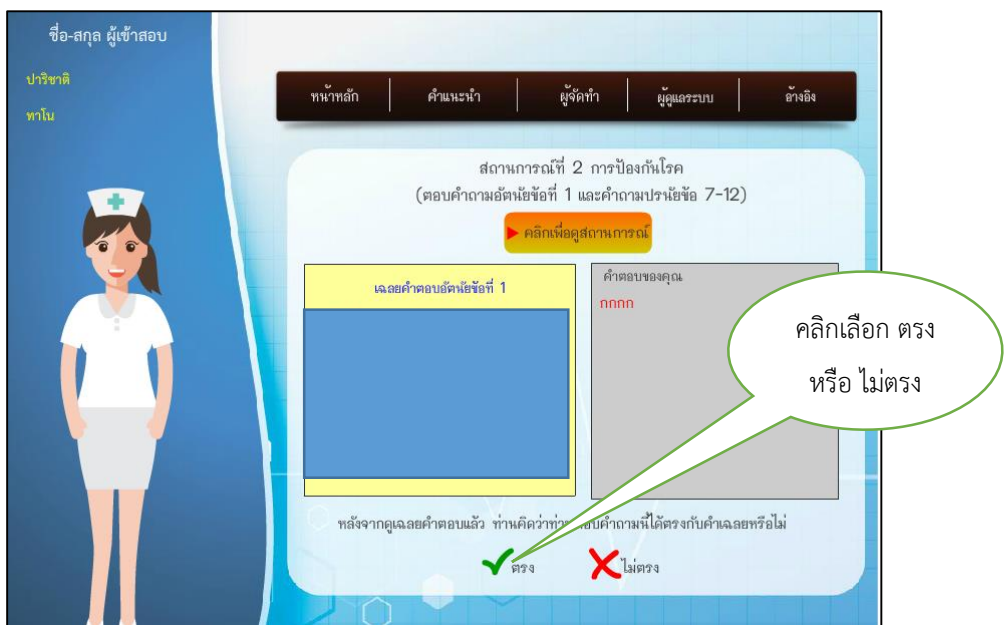 ชื่อ-สกุล ผู้เข้าสอบ
ปาริชาติ
ทาโน
หน้าหลัก
คำแนะนำ
ผู้จัดทำ
ผู้ดูแลระบบ
อ้างอิง
สถานการณ์ที่ 2 การป้องกันโรค
(ตอบคำถามอัตนัยข้อที่ 1 และคำถามปรนัยข้อ 7-12)
คลิกเพื่อดูสถานการณ์
เฉลยคำตอบอัตนัยข้อที่ 1
คำตอบของคุณ
กกกก
คลิกเลือก ตรง
หรือ ไม่ตรง
หลังจากดูเฉลยคำตอบแล้ว ท่านคิดว่า คำถามนี้ได้ตรงกับคำเฉลยหรือไม่
ตรง
ไม่ตรง